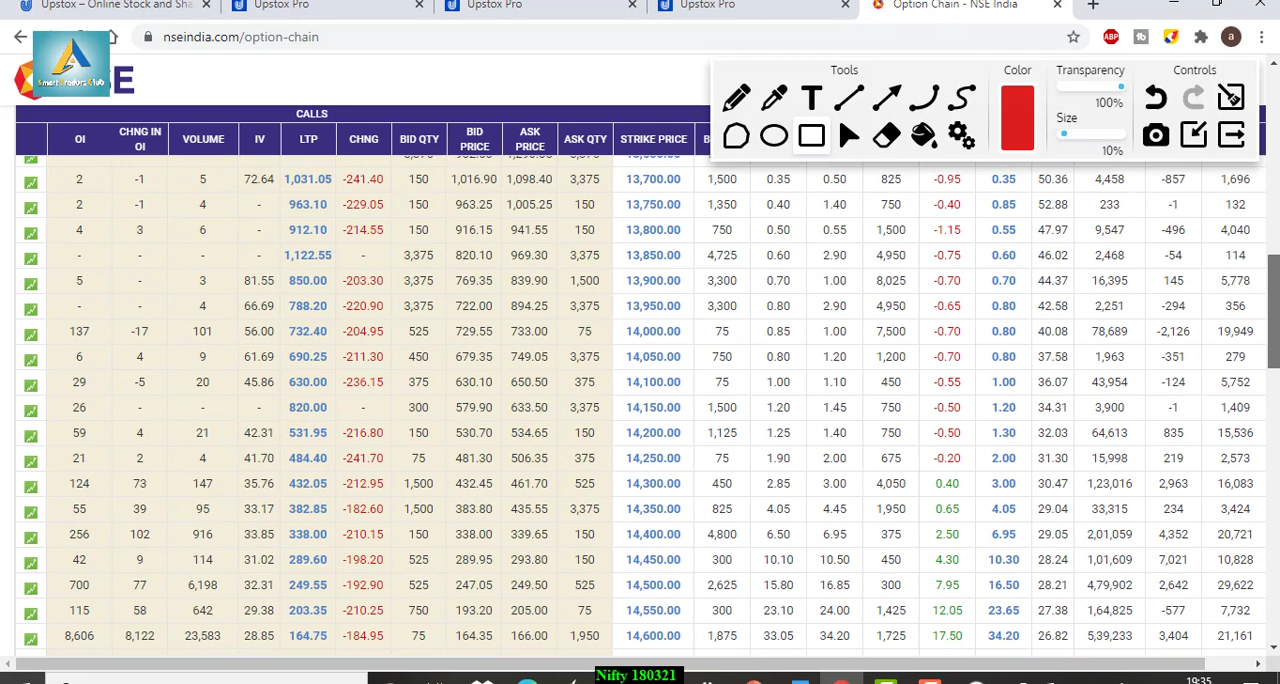 Upstox – Online Stock and Sha
Upstox Pro
Upstox Pro
Upstox Pro
Option Chain - NSE India
nseindia.com/option-chain
ABP
a
A
E
Tools
Color
Transparency
Controls
100%
Size
10%
T
CALLS
OI CHNG IN OI VOLUME IV LTP CHNG BID QTY BID PRICE ASK PRICE ASK QTY STRIKE PRICE
2 -1 5 72.64 1,031.05 -241.40 150 1,016.90 1,098.40 3,375 13,700.00 1,500 0.35 0.50 825 -0.95 0.35 50.36 4,458 -857 1,696
2 -1 4 - 963.10 -229.05 150 963.25 1,005.25 150 13,750.00 1,350 0.40 1.40 750 -0.40 0.85 52.88 233 -1 132
4 3 6 - 912.10 -214.55 150 916.15 941.55 150 13,800.00 750 0.50 0.55 1,500 -1.15 0.55 47.97 9,547 -496 4,040
- - - - 1,122.55 - 3,375 820.10 969.30 3,375 13,850.00 4,725 0.60 2.90 4,950 -0.75 0.60 46.02 2,468 -54 114
5 - 3 81.55 850.00 -203.30 3,375 769.35 839.90 1,500 13,900.00 3,300 0.70 1.00 8,025 -0.70 0.70 44.37 16,395 145 5,778
- - 4 66.69 788.20 -220.90 3,375 722.00 894.25 3,375 13,950.00 3,300 0.80 2.90 4,950 -0.65 0.80 42.58 2,251 -294 356
137 -17 101 56.00 732.40 -204.95 525 729.55 733.00 75 14,000.00 75 0.85 1.00 7,500 -0.70 0.80 40.08 78,689 -2,126 19,949
6 4 9 61.69 690.25 -211.30 450 679.35 749.05 3,375 14,050.00 750 0.80 1.20 1,200 -0.70 0.80 37.58 1,963 -351 279
29 -5 20 45.86 630.00 -236.15 375 630.10 650.50 375 14,100.00 75 1.00 1.10 450 -0.55 1.00 36.07 43,954 -124 5,752
26 - - - 820.00 - 300 579.90 633.50 3,375 14,150.00 1,500 1.20 1.45 750 -0.50 1.20 34.31 3,900 -1 1,409
59 4 21 42.31 531.95 -216.80 150 530.70 534.65 150 14,200.00 1,125 1.25 1.40 750 -0.50 1.30 32.03 64,613 835 15,536
21 2 4 41.70 484.40 -241.70 75 481.30 506.35 375 14,250.00 75 1.90 2.00 675 -0.20 2.00 31.30 15,998 219 2,573
124 73 147 35.76 432.05 -212.95 1,500 432.45 461.70 525 14,300.00 450 2.85 3.00 4,050 0.40 3.00 30.47 1,23,016 2,963 16,083
55 39 95 33.17 382.85 -182.60 1,500 383.80 435.55 3,375 14,350.00 825 4.05 4.45 1,950 0.65 4.05 29.04 33,315 234 3,424
256 102 916 33.85 338.00 -210.15 150 338.00 339.65 150 14,400.00 4,800 6.50 6.95 375 2.50 6.95 29.05 2,01,059 4,352 20,721
42 9 114 31.02 289.60 -198.20 525 289.95 293.80 150 14,450.00 150 10.10 10.50 450 4.30 10.30 28.24 1,01,609 7,021 10,828
700 77 6,198 32.31 249.55 -192.90 525 247.05 249.50 525 14,500.00 2,625 15.80 16.85 300 7.95 16.50 28.21 4,79,902 2,642 29,622
115 58 642 29.38 203.35 -210.25 750 193.20 205.00 75 14,550.00 300 23.10 24.00 1,425 12.05 23.65 27.38 1,64,825 -577 7,732
8,606 8,122 23,583 28.85 164.75 -184.95 75 164.35 166.00 1,950 14,600.00 1,875 33.05 34.20 1,725 17.50 34.20 26.82 5,39,233 3,404 21,161
Nifty 180321
19:35